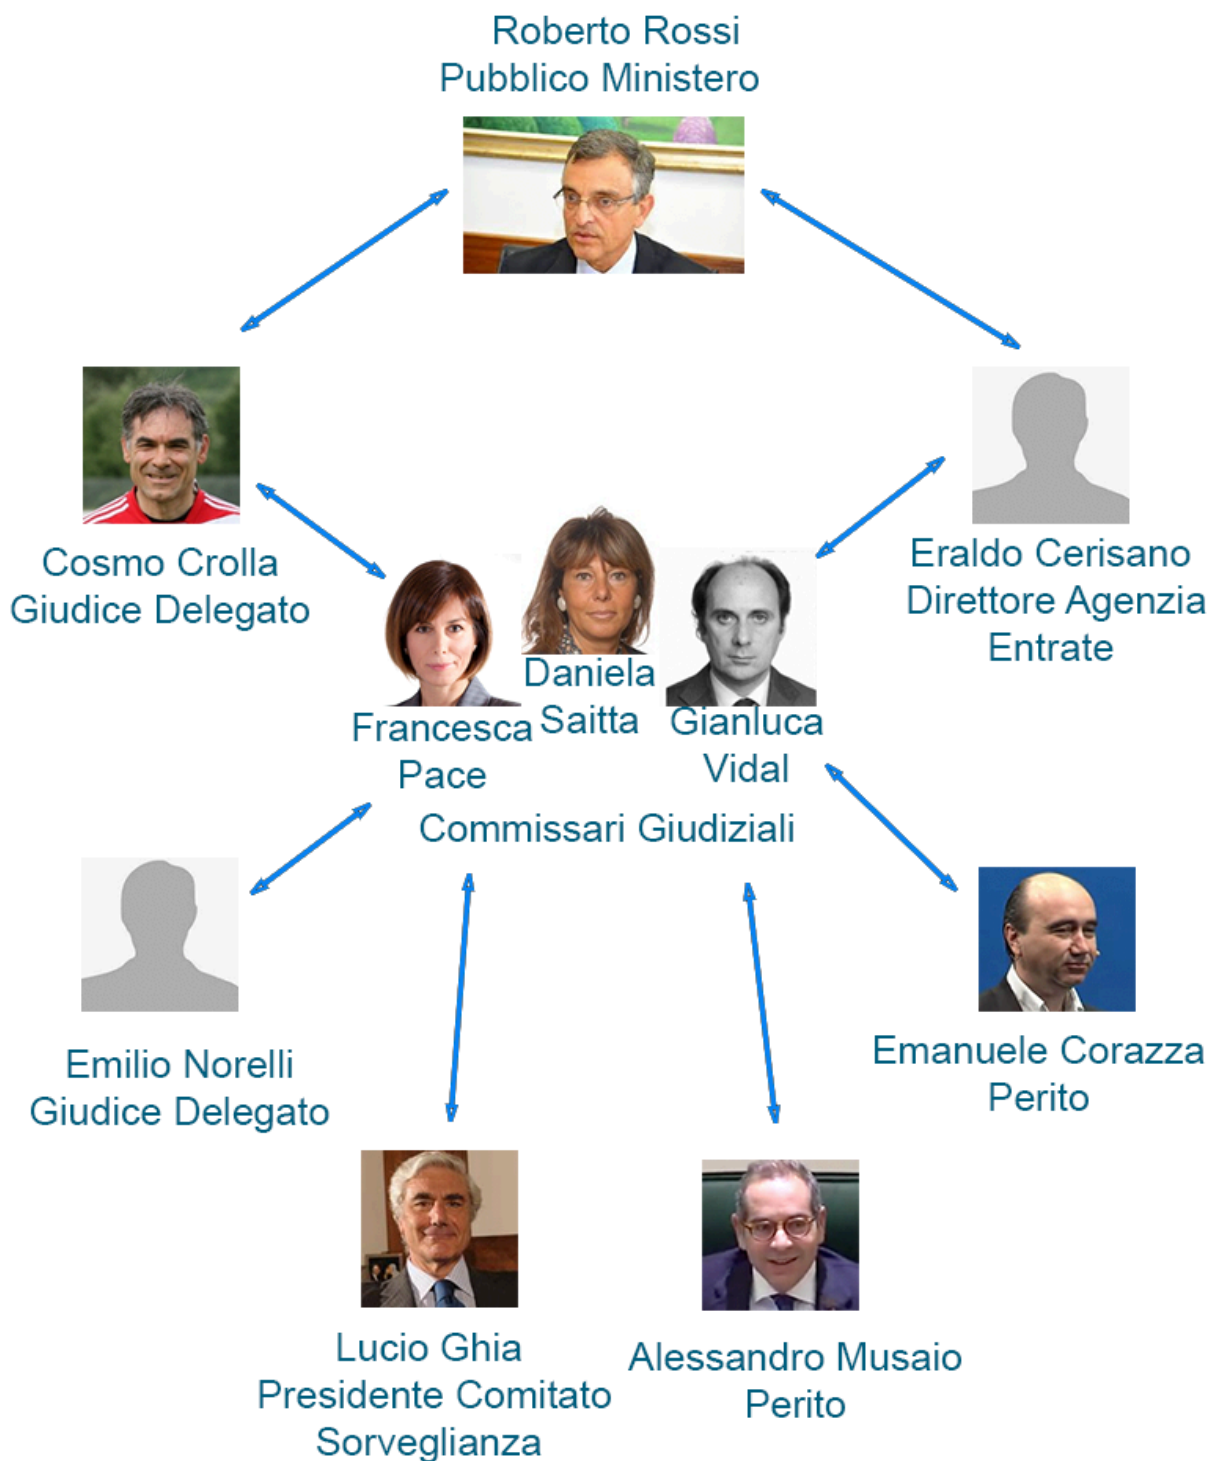 Roberto Rossi
Pubblico Ministero
Cosmo Crolla
Giudice Delegato
Eraldo Cerisano
Direttore Agenzia
Entrate
Francesca
Pace
Daniela
Saitta
Gianluca
Vidal
Commissari Giudiziali
Emilio Norelli
Giudice Delegato
Emanuele Corazza
Perito
Lucio Ghia
Presidente Comitato
Sorveglianza
Alessandro Musaio
Perito